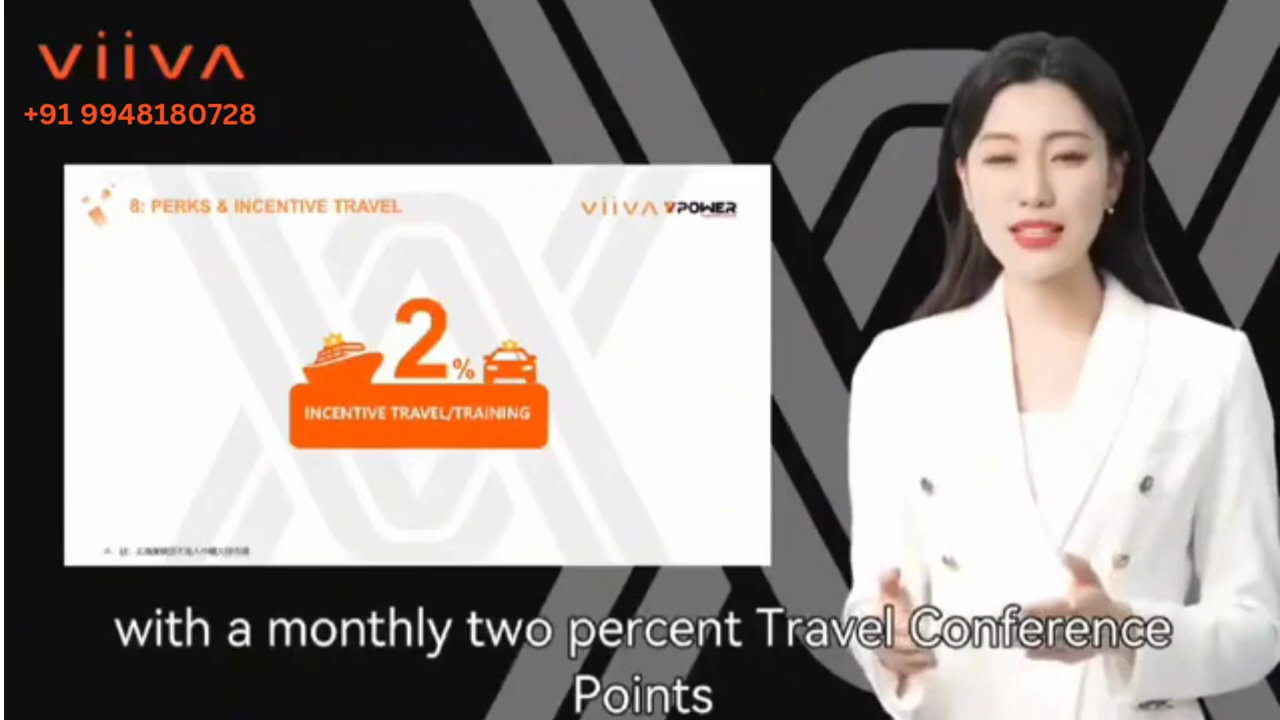 viiva
+91 9948180728
8: PERKS & INCENTIVE TRAVEL
viiva VPOWER
2%
INCENTIVE TRAVEL/TRAINING
with a monthly two percent Travel Conference
Points